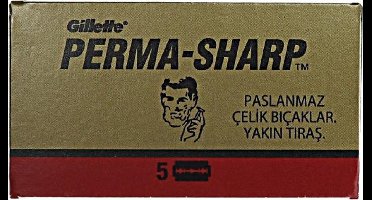 Gillette®
PERMA-SHARP™
PASLANMAZ
ÇELİK BIÇAKLAR.
YAKIN TIRAŞ.
5